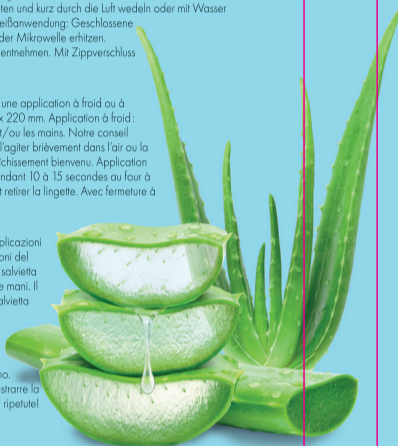 ten und kurz durch die Luft wedeln oder mit Wasser
eißanwendung: Geschlossene
der Mikrowelle erhitzen.
entnehmen. Mit Zippverschluss
une application à froid ou à
x 220 mm. Application à froid :
t/ou les mains. Notre conseil
l'agiter brièvement dans l'air ou la
îchissement bienvenu. Application
ndant 10 à 15 secondes au four à
t retirer la lingette. Avec fermeture à
plicazioni
oni del
salvietta
e mani. Il
alvietta
no.
strarre la
ripetute!